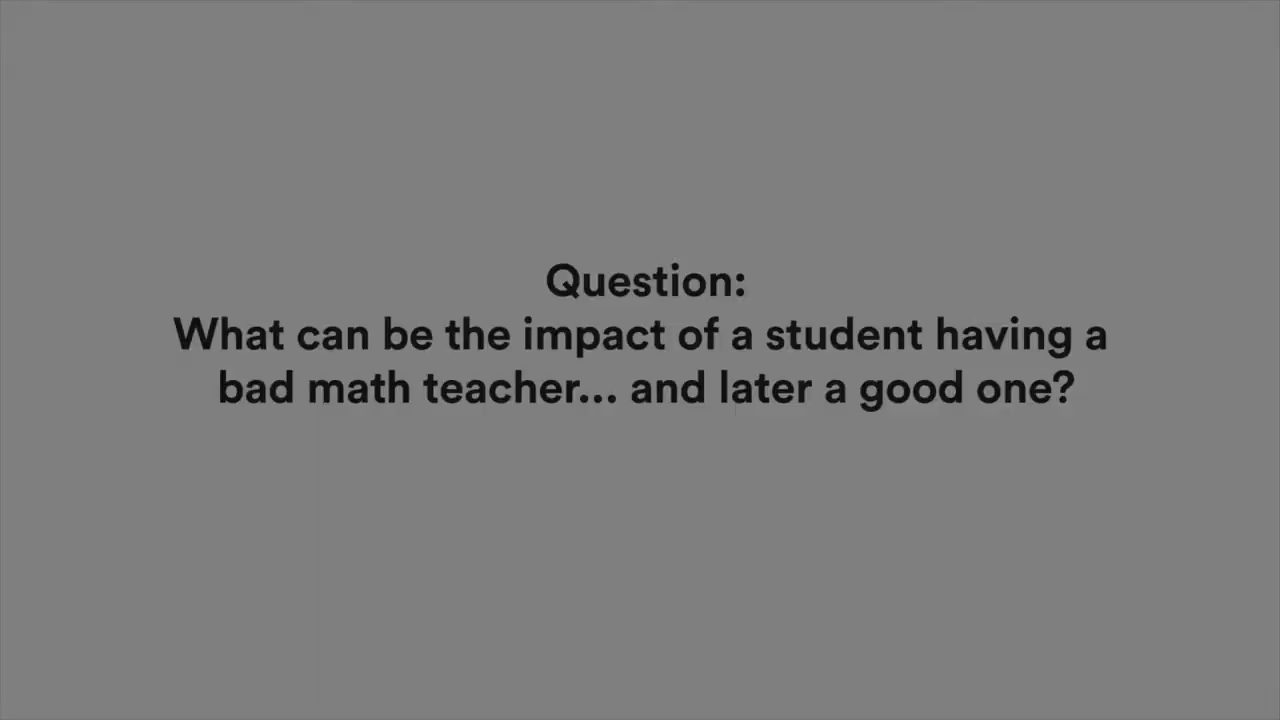 Question:
What can be the impact of a student having a
bad math teacher... and later a good one?